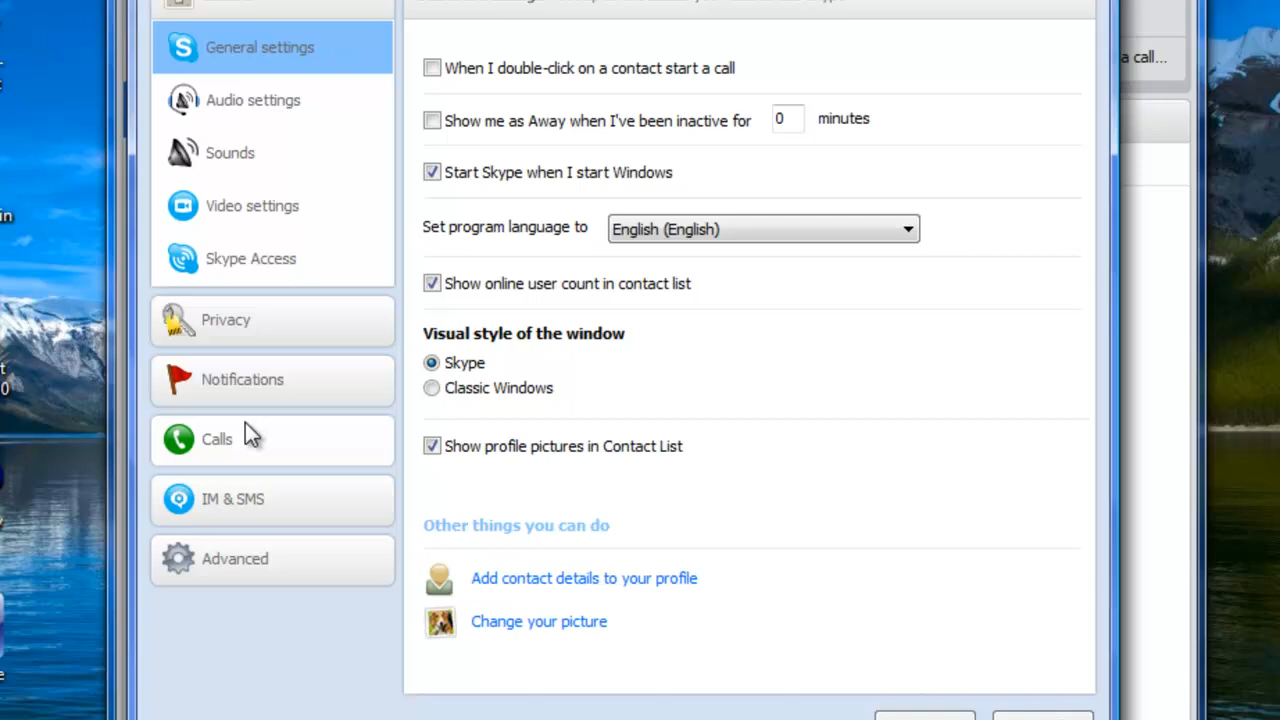 General settings
Audio settings
Sounds
Video settings
Skype Access
Privacy
Notifications
Calls
IM & SMS
Advanced
When I double-click on a contact start a call
Show me as Away when I've been inactive for 0 minutes
Start Skype when I start Windows
Set program language to English (English)
Show online user count in contact list
Visual style of the window
Skype
Classic Windows
Show profile pictures in Contact List
Other things you can do
Add contact details to your profile
Change your picture
a call...
in
t
0
e